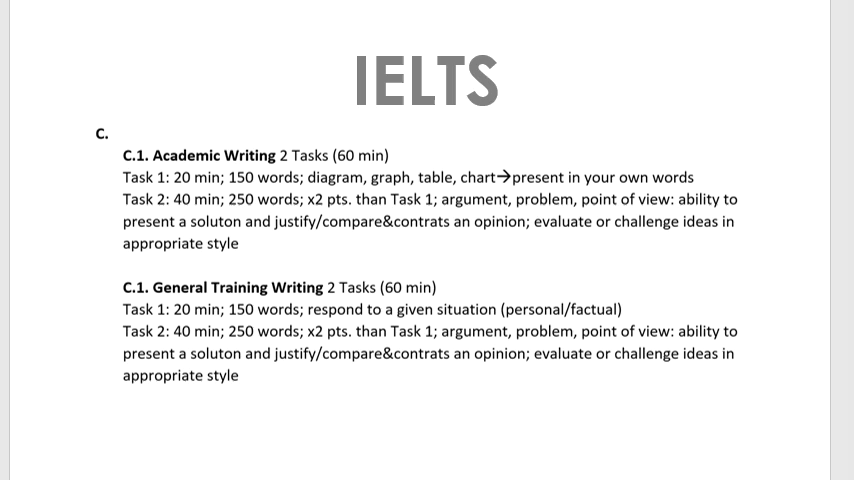 IELTS
C.
C.1. Academic Writing 2 Tasks (60 min)
Task 1: 20 min; 150 words; diagram, graph, table, chart→present in your own words
Task 2: 40 min; 250 words; x2 pts. than Task 1; argument, problem, point of view: ability to
present a soluton and justify/compare&contrats an opinion; evaluate or challenge ideas in
appropriate style
C.1. General Training Writing 2 Tasks (60 min)
Task 1: 20 min; 150 words; respond to a given situation (personal/factual)
Task 2: 40 min; 250 words; x2 pts. than Task 1; argument, problem, point of view: ability to
present a soluton and justify/compare&contrats an opinion; evaluate or challenge ideas in
appropriate style